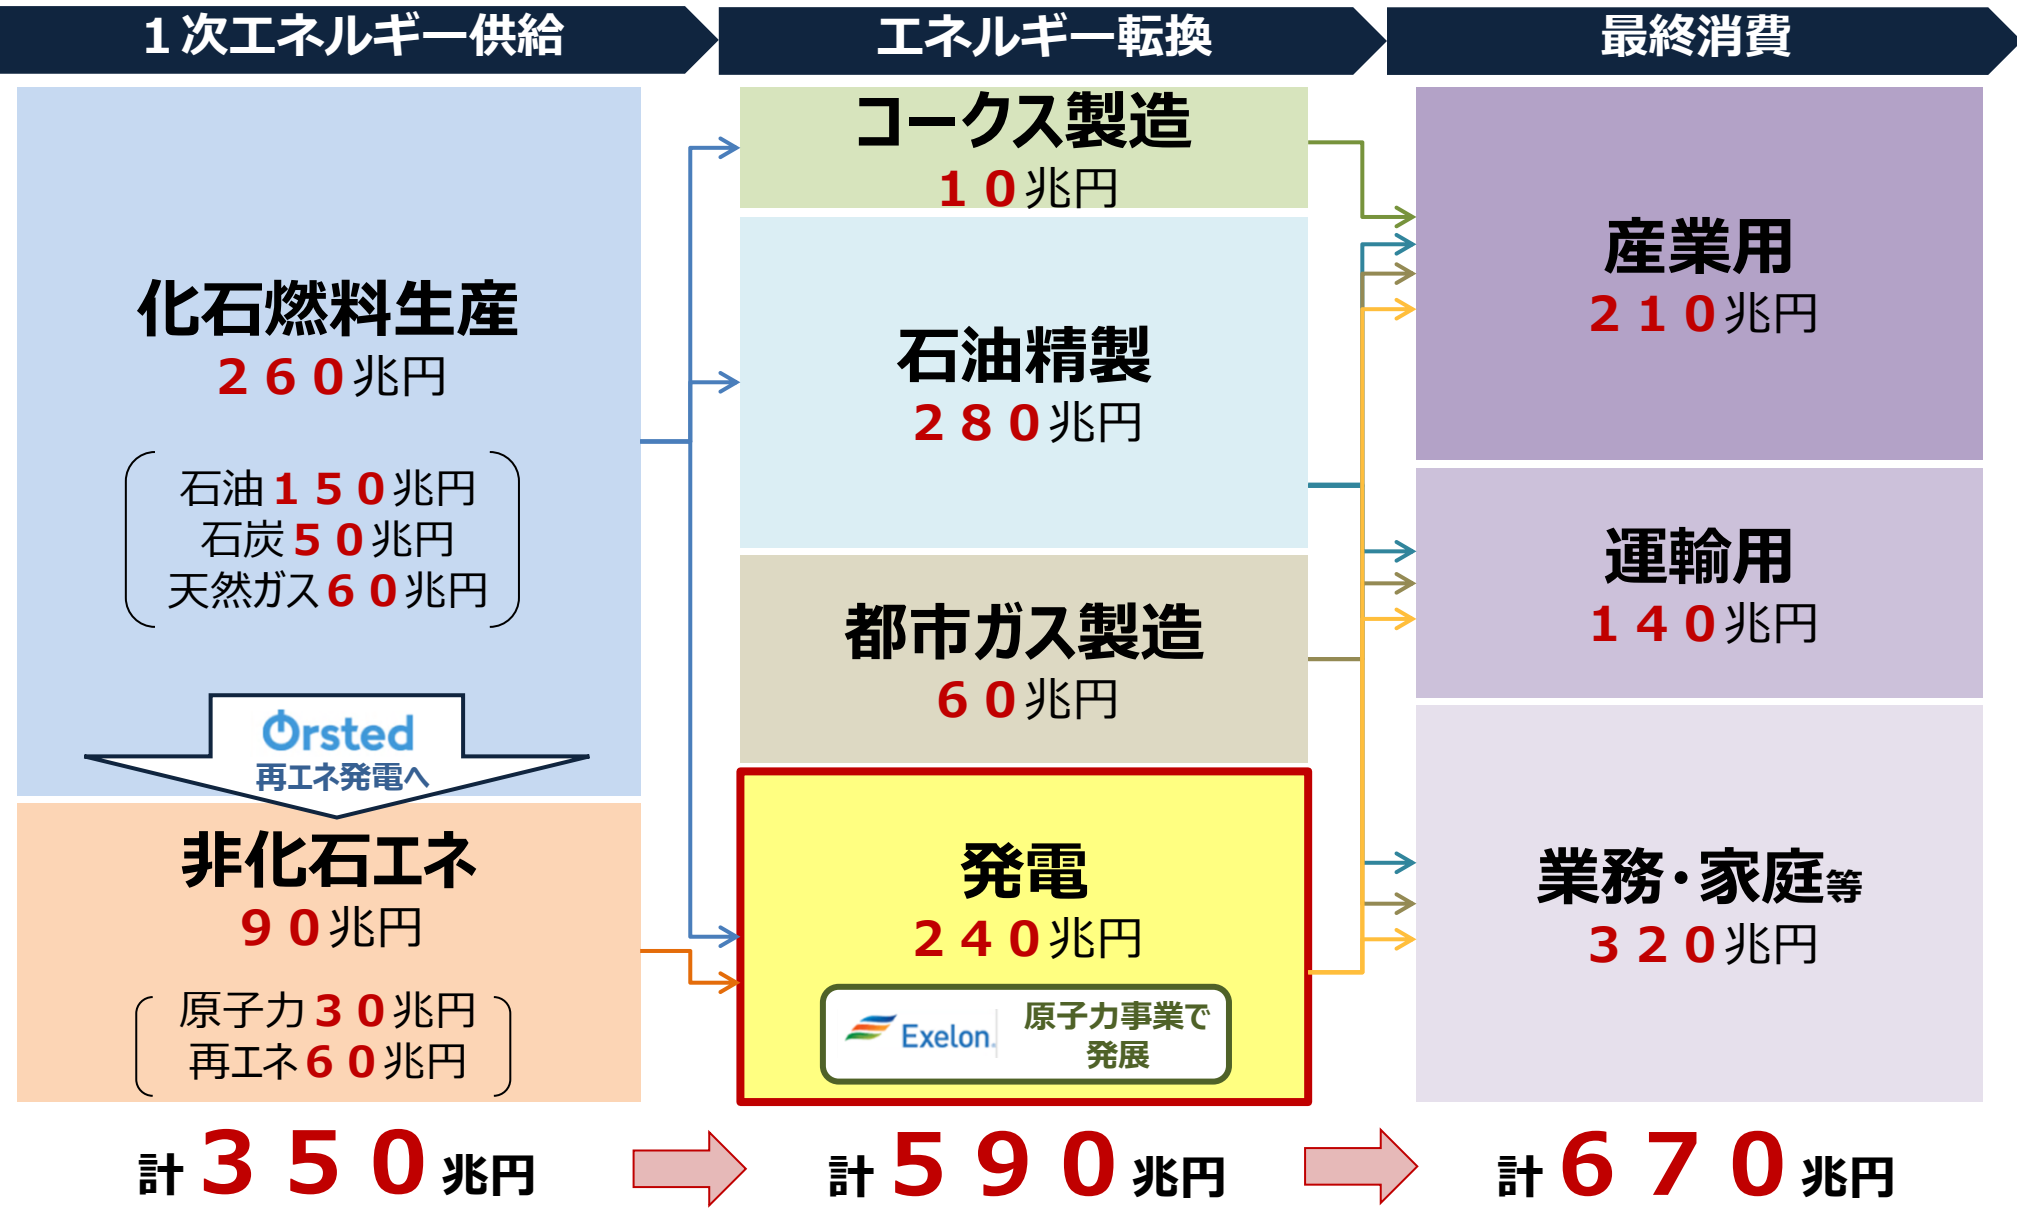 １次エネルギー供給
エネルギー転換
最終消費
化石燃料生産
２６０兆円
石油１５０兆円
石炭５０兆円
天然ガス６０兆円
Ørsted
再エネ発電へ
非化石エネ
９０兆円
原子力３０兆円
再エネ６０兆円
計３５０兆円
コークス製造
１０兆円
石油精製
２８０兆円
都市ガス製造
６０兆円
発電
２４０兆円
Exelon.
原子力事業で
発展
計５９０兆円
産業用
２１０兆円
運輸用
１４０兆円
業務・家庭等
３２０兆円
計６７０兆円